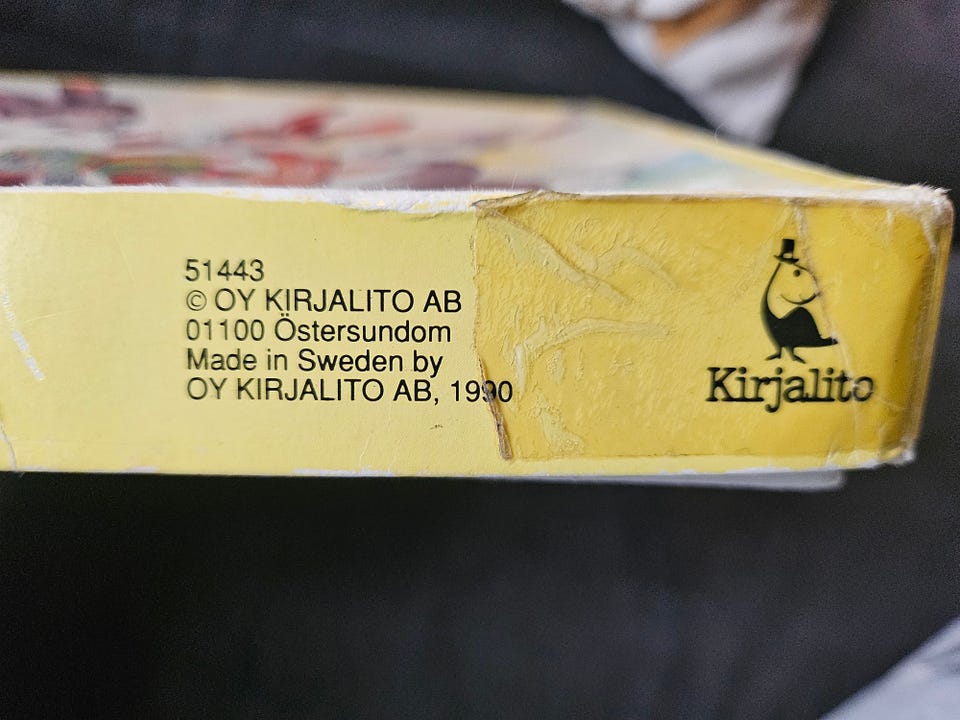 51443
© OY KIRJALITO AB
01100 Östersundom
Made in Sweden by
OY KIRJALITO AB, 1990
Kirjalito